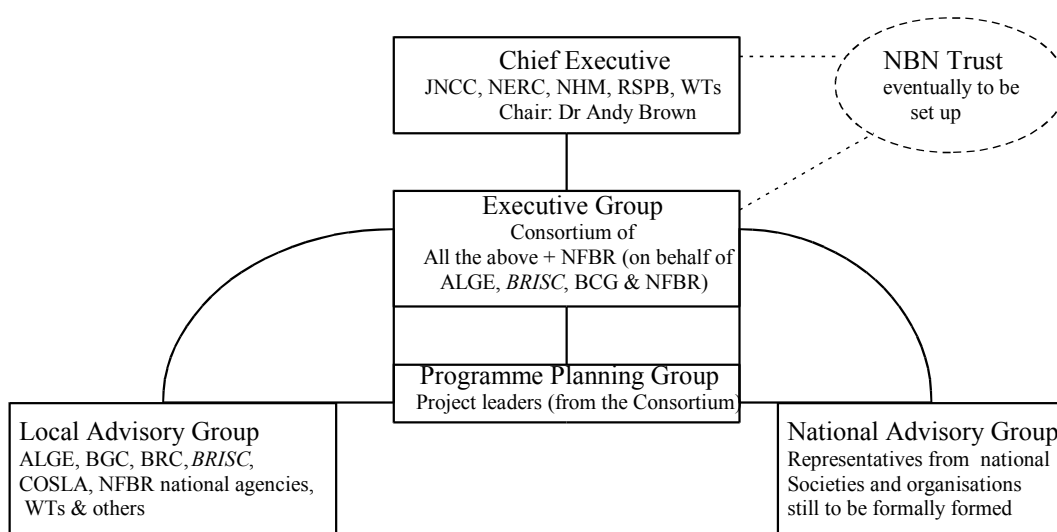 Chief Executive
JNCC, NERC, NHM, RSPB, WTs
Chair: Dr Andy Brown
NBN Trust
eventually to be
set up
Executive Group
Consortium of
All the above + NFBR (on behalf of
ALGE, BRISC, BCG & NFBR)
Programme Planning Group
Project leaders (from the Consortium)
Local Advisory Group
ALGE, BGC, BRC, BRISC,
COSLA, NFBR national agencies,
WTs & others
National Advisory Group
Representatives from national
Societies and organisations
still to be formally formed